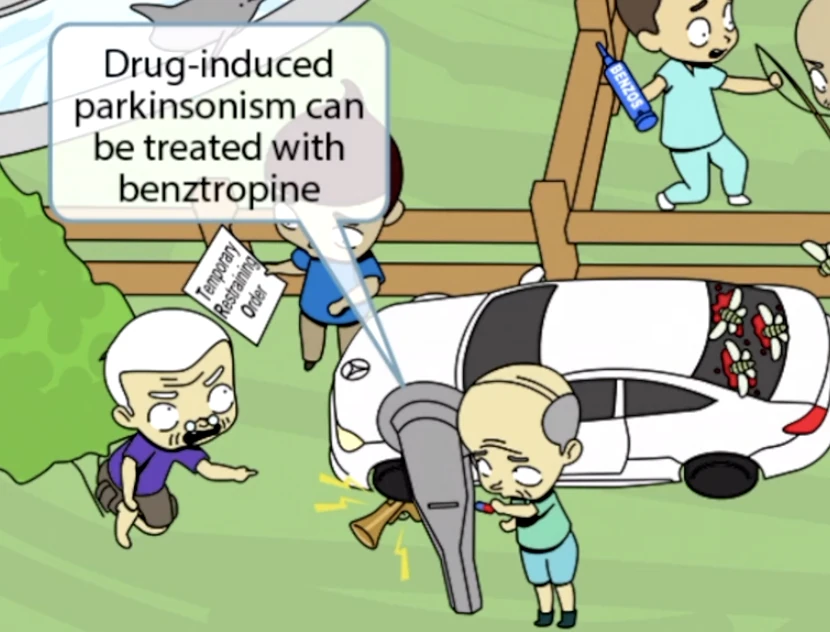 Drug-induced
parkinsonism can
be treated with
benztropine
BENZOS
Temporary
Restraining
Order